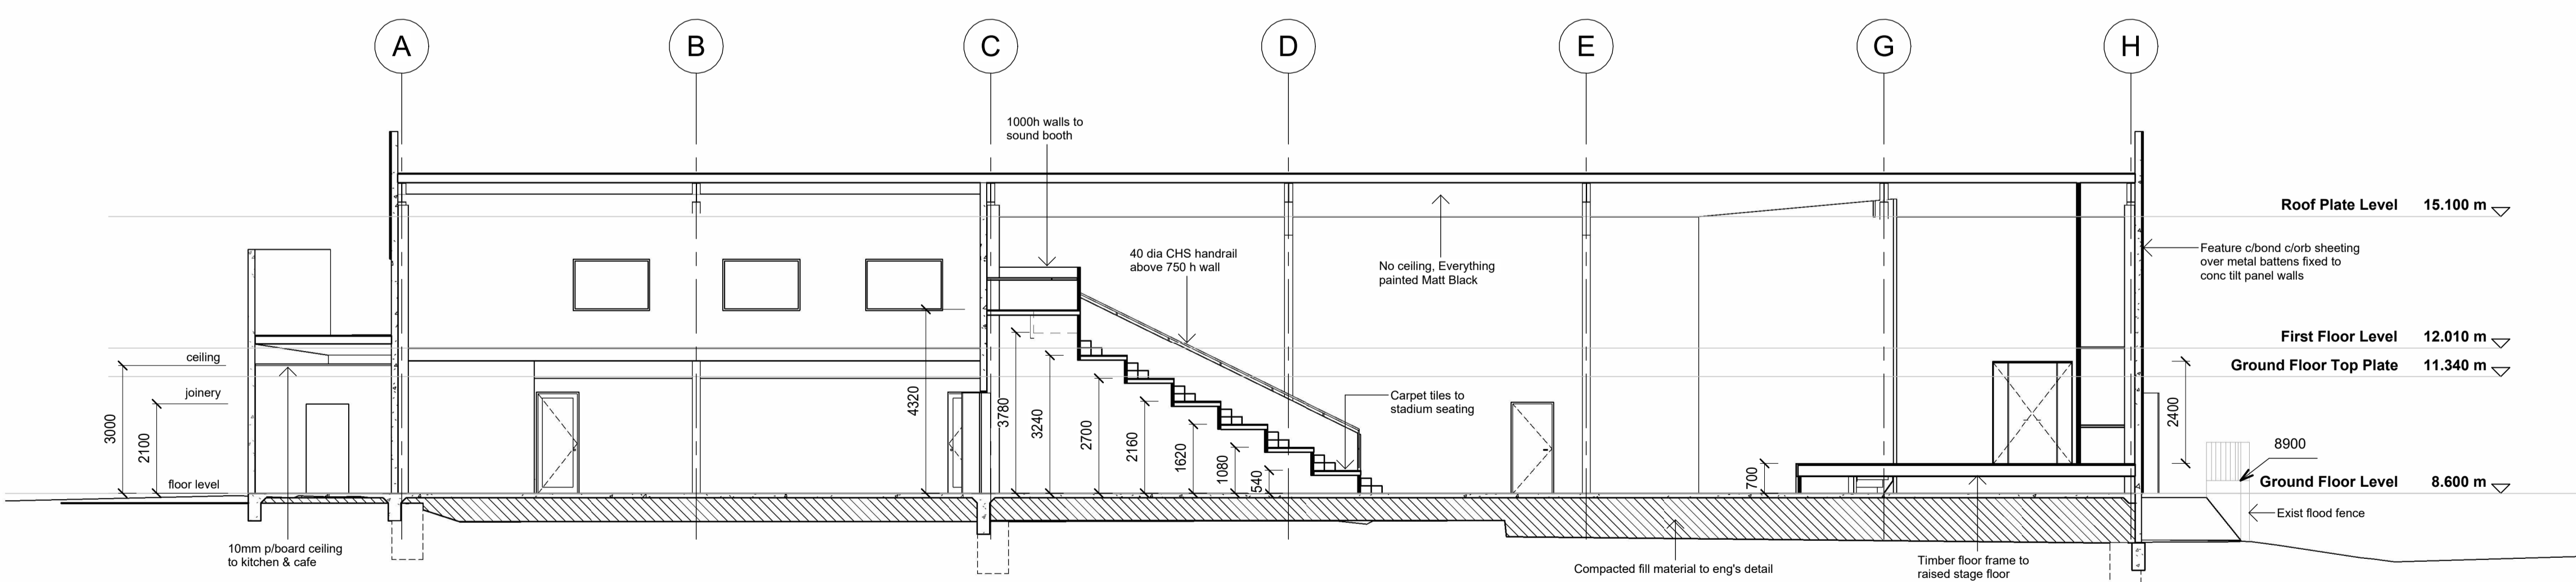 A
B
C
D
E
G
H
1000h walls to
sound booth
40 dia CHS handrail
above 750 h wall
No ceiling, Everything
painted Matt Black
Roof Plate Level 15.100 m
Feature c/bond c/orb sheeting
over metal battens fixed to
conc tilt panel walls
First Floor Level 12.010 m
Ground Floor Top Plate 11.340 m
ceiling
joinery
floor level
3000
2100
4320
3780
3240
2700
2160
1620
1080
540
Carpet tiles to
stadium seating
700
2400
8900
Ground Floor Level 8.600 m
Exist flood fence
10mm p/board ceiling
to kitchen & cafe
Compacted fill material to eng's detail
Timber floor frame to
raised stage floor